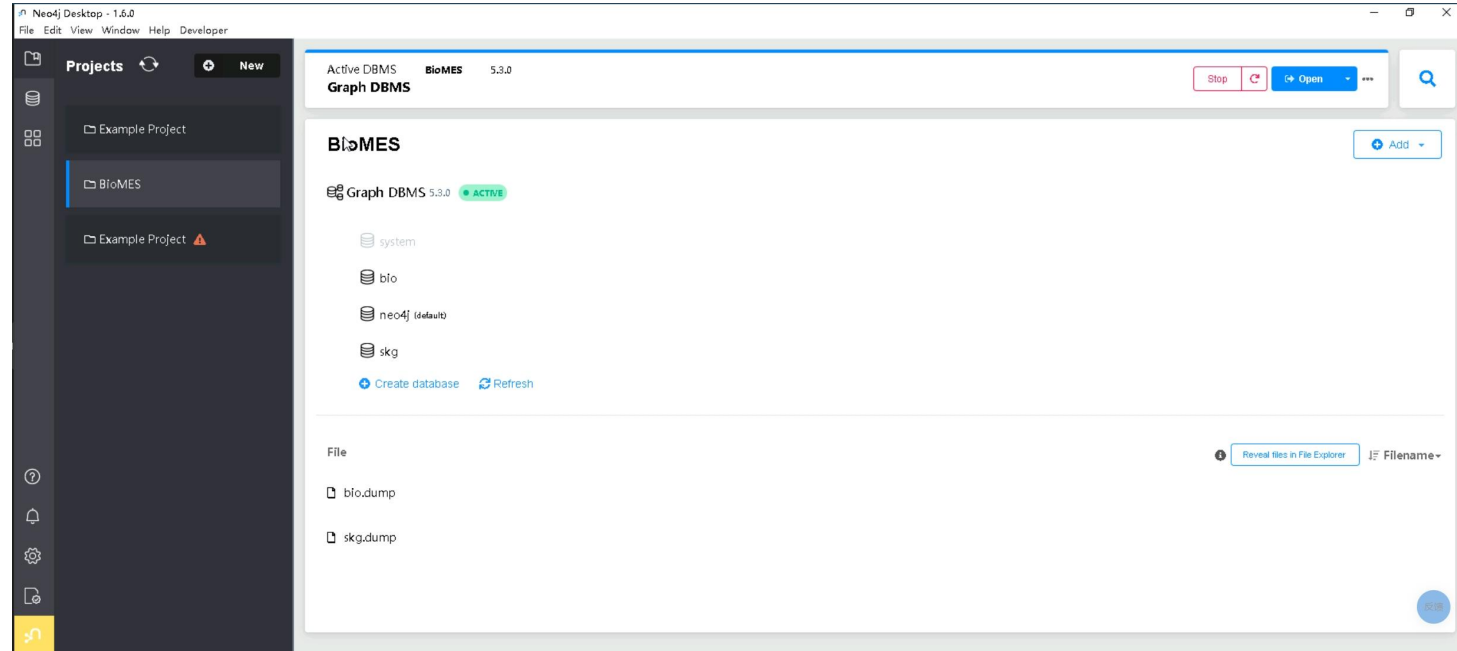 Neo4j Desktop - 1.6.0
File Edit View Window Help Developer
Projects
New
Example Project
BioMES
Example Project
Active DBMS BioMES 5.3.0
Graph DBMS
Stop
Open
BioMES
Add
Graph DBMS 5.3.0 ACTIVE
system
bio
neo4j (default)
skg
Create database Refresh
File
Reveal files in File Explorer
Filename
bio.dump
skg.dump